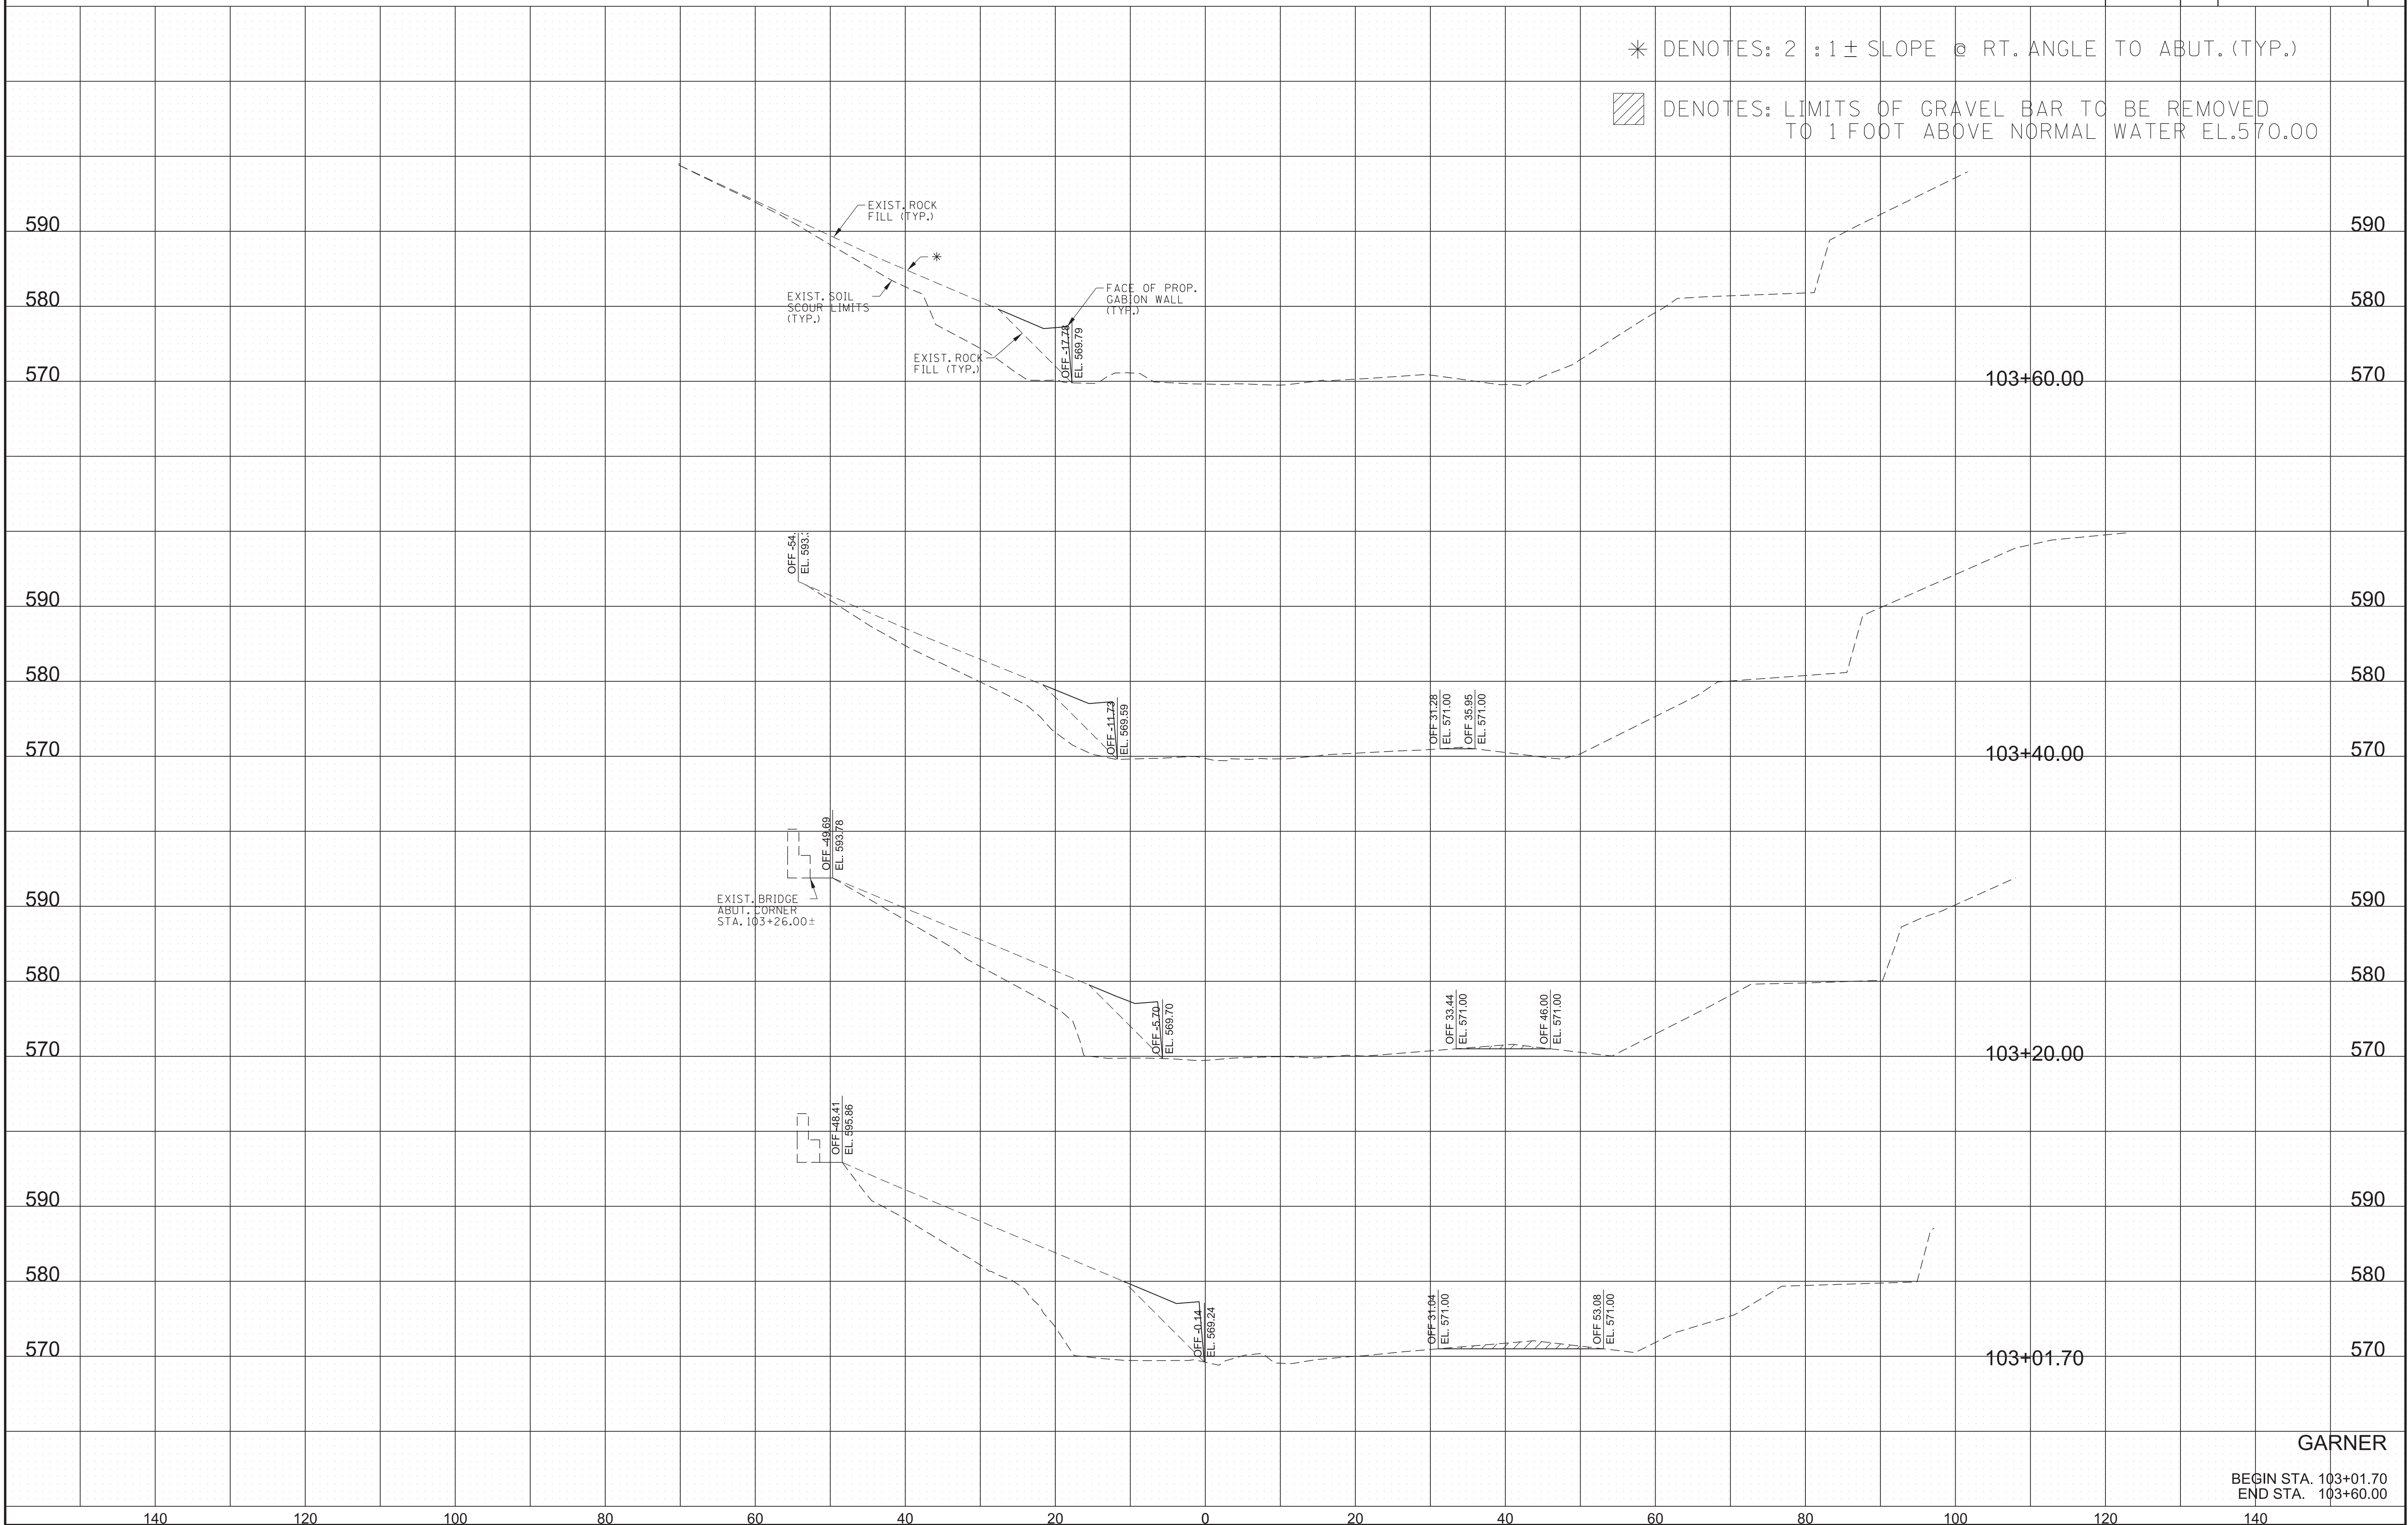 ✳ DENOTES: 2 :1± SLOPE @ RT. ANGLE TO ABUT. (TYP.)
DENOTES: LIMITS OF GRAVEL BAR TO BE REMOVED
TO 1 FOOT ABOVE NORMAL WATER EL.570.00
590
EXIST. ROCK
FILL (TYP.)
590
✳
580
EXIST. SOIL
SCOUR LIMITS
(TYP.)
FACE OF PROP.
GABION WALL
(TYP.)
580
EXIST. ROCK
FILL (TYP.)
OFF -17.78
EL. 569.79
570
103+60.00
570
OFF -54.
EL. 593.
590
590
580
580
OFF -11.73
EL. 569.59
OFF 31.28
EL. 571.00
OFF 35.95
EL. 571.00
570
103+40.00
570
OFF -49.69
EL. 593.78
EXIST. BRIDGE
ABUT. CORNER
STA. 103+26.00±
590
590
580
580
OFF -5.70
EL. 569.70
OFF 33.44
EL. 571.00
OFF 46.00
EL. 571.00
570
103+20.00
570
OFF -48.41
EL. 595.86
590
590
580
580
OFF -0.14
EL. 569.24
OFF 31.04
EL. 571.00
OFF 53.08
EL. 571.00
570
103+01.70
570
GARNER
BEGIN STA. 103+01.70
END STA. 103+60.00
140 120 100 80 60 40 20 0 20 40 60 80 100 120 140